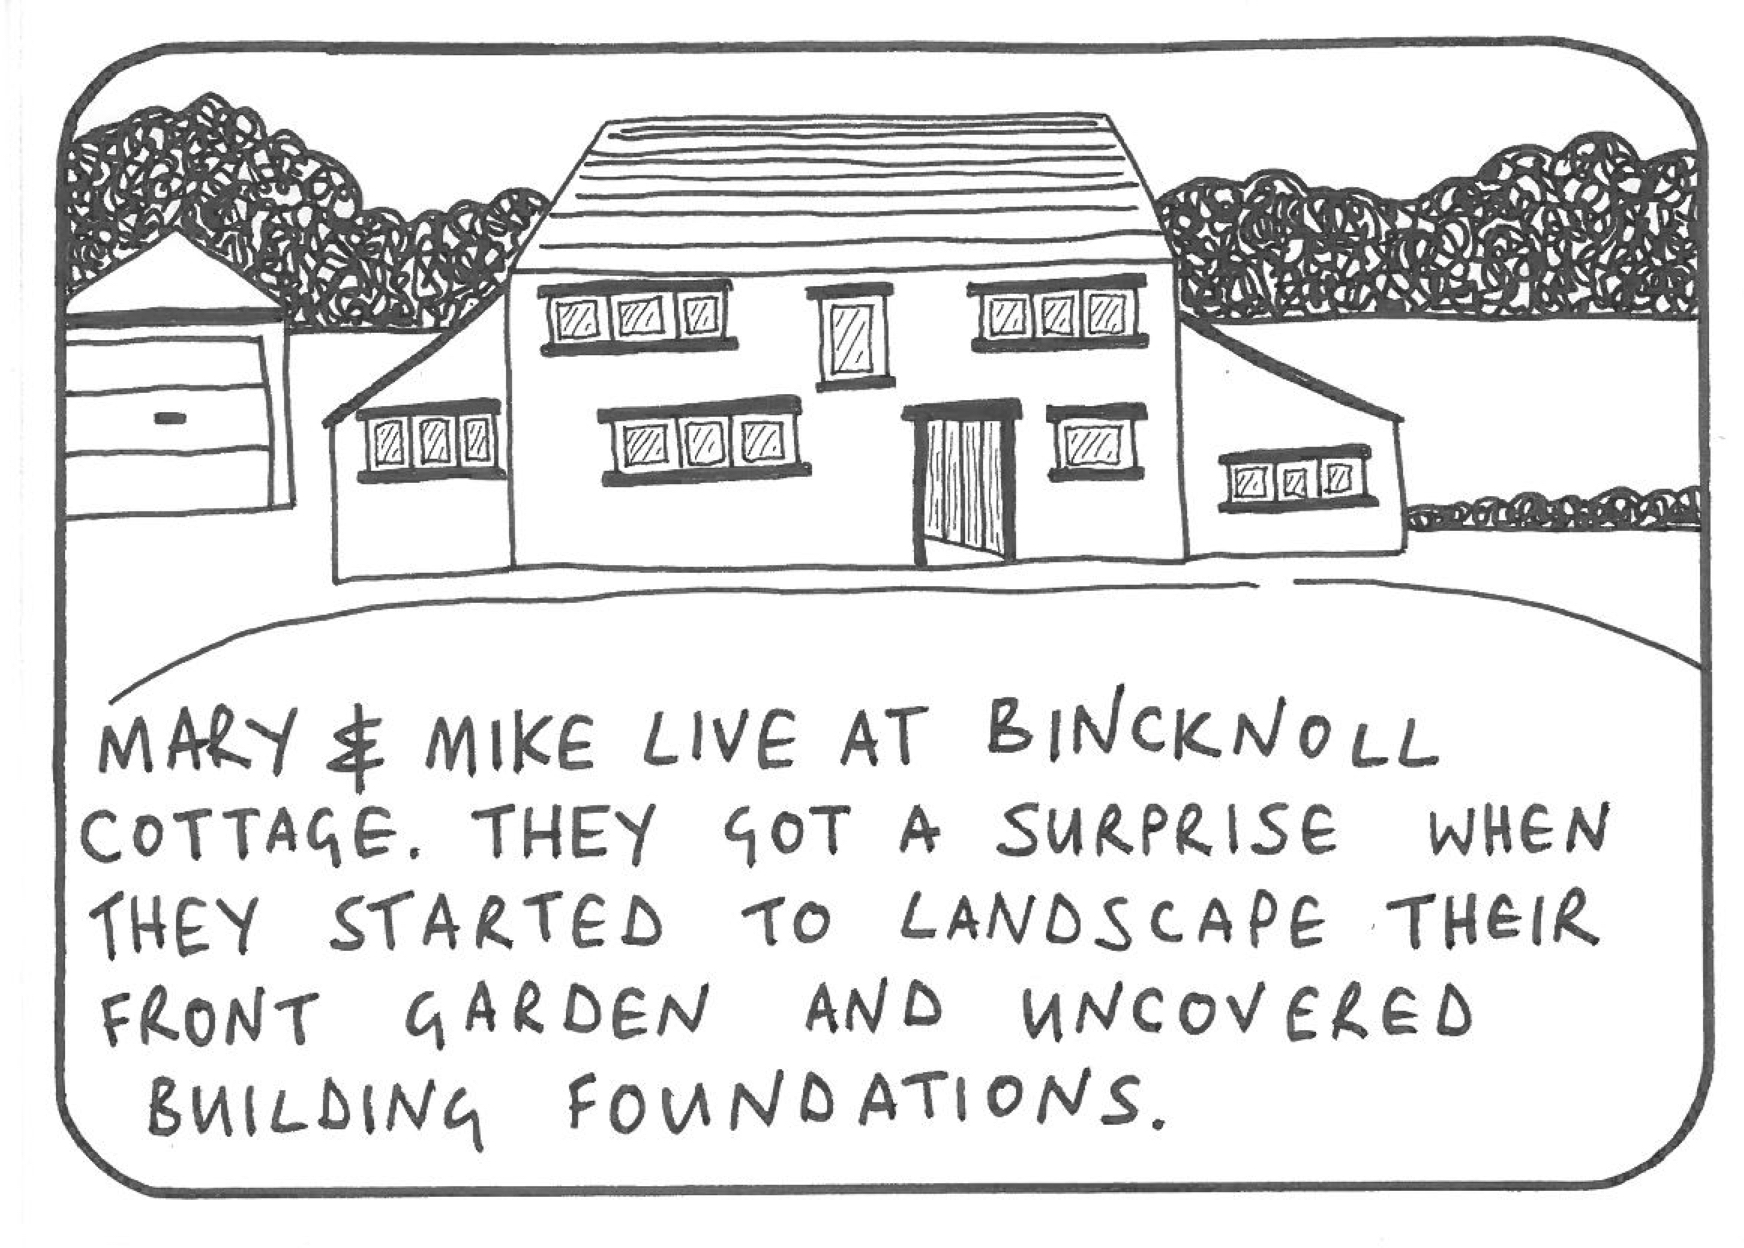 MARY & MIKE LIVE AT BINCKNOLL
COTTAGE. THEY GOT A SURPRISE WHEN
THEY STARTED TO LANDSCAPE THEIR
FRONT GARDEN AND UNCOVERED
BUILDING FOUNDATIONS.